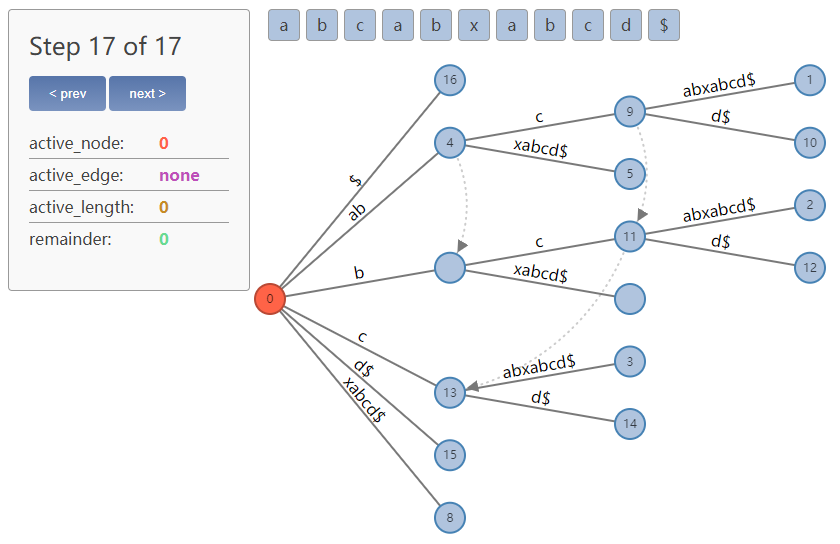 Step 17 of 17
< prev
next >
active_node: 0
active_edge: none
active_length: 0
remainder: 0
a b c a b x a b c d $
16
1
abxabcd$
c
9
4
d$
xabcd$
10
$
5
ab
2
abxabcd$
c
11
b
d$
xabcd$
12
0
c
3
abxabcd$
d$
13
d$
xabcd$
14
15
8